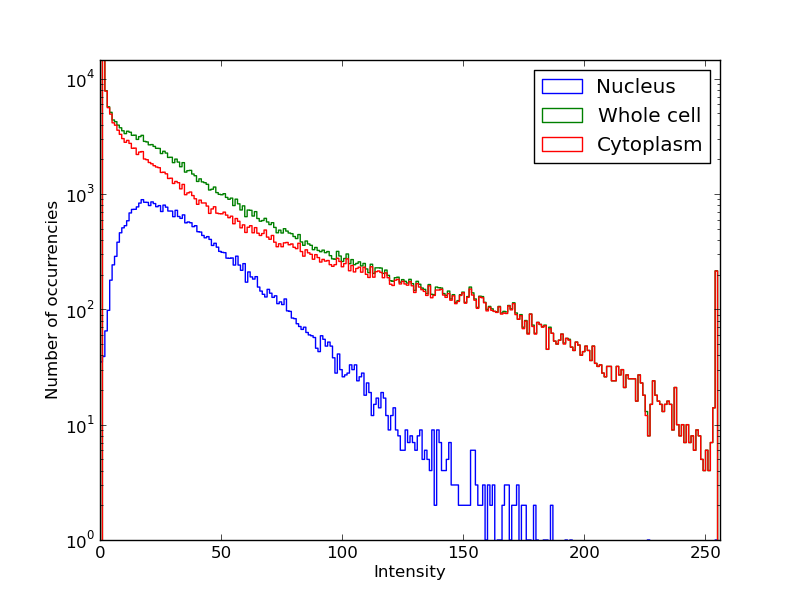 Nucleus
Whole cell
Cytoplasm
10^4
10^3
10^2
10^1
10^0
Number of occurrencies
0 50 100 150 200 250
Intensity